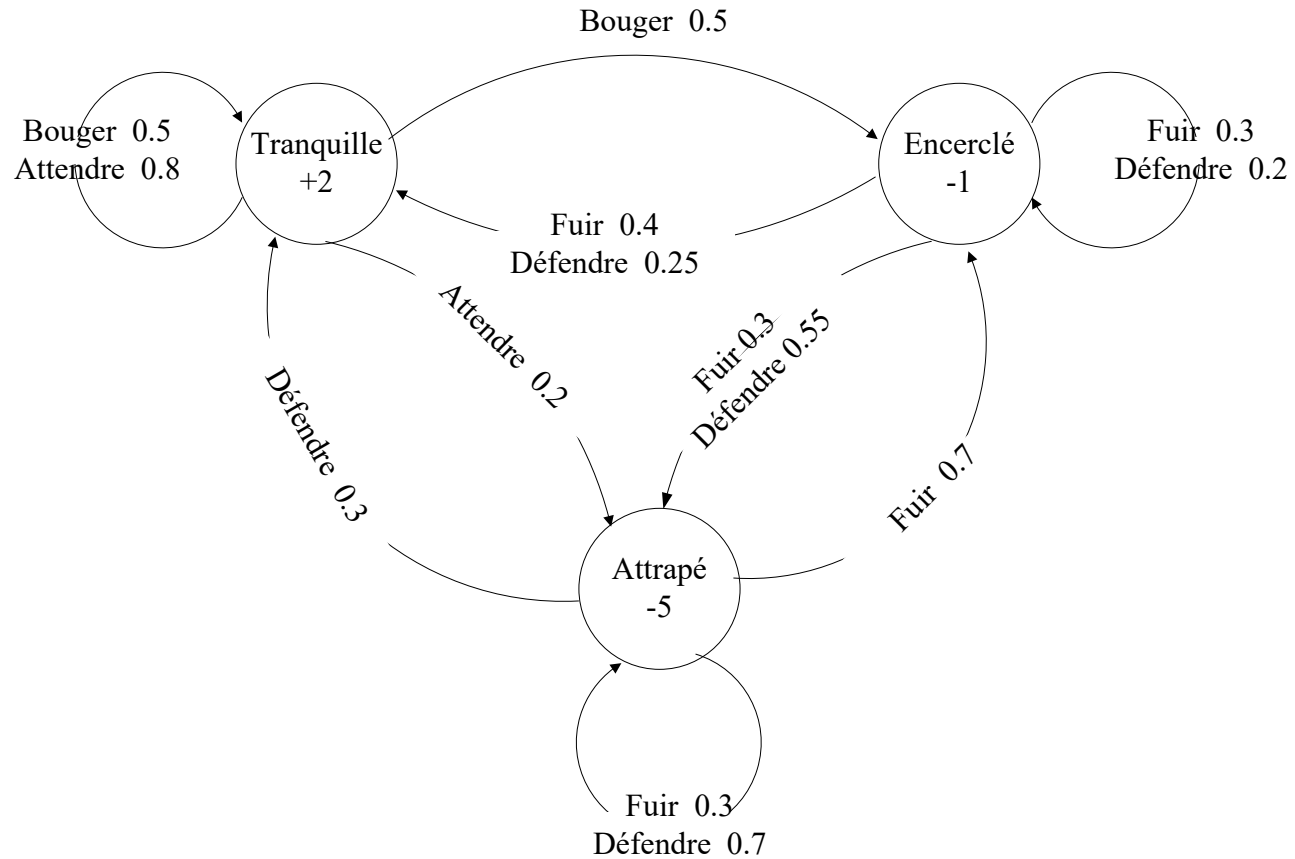 Bouger 0.5
Bouger 0.5
Attendre 0.8
Tranquille
+2
Encerclé
-1
Fuir 0.3
Défendre 0.2
Fuir 0.4
Défendre 0.25
Attendre 0.2
Fuir 0.3
Défendre 0.55
Défendre 0.3
Fuir 0.7
Attrapé
-5
Fuir 0.3
Défendre 0.7